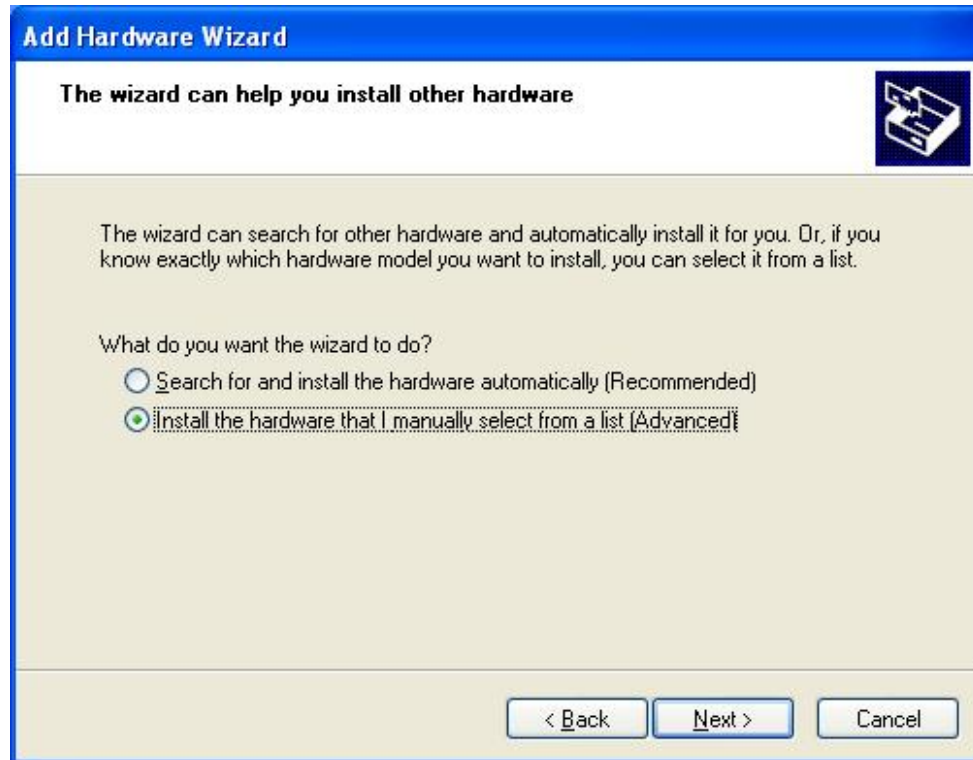 Add Hardware Wizard
The wizard can help you install other hardware
The wizard can search for other hardware and automatically install it for you. Or, if you
know exactly which hardware model you want to install, you can select it from a list.
What do you want the wizard to do?
Search for and install the hardware automatically (Recommended)
Install the hardware that I manually select from a list (Advanced)
< Back Next > Cancel